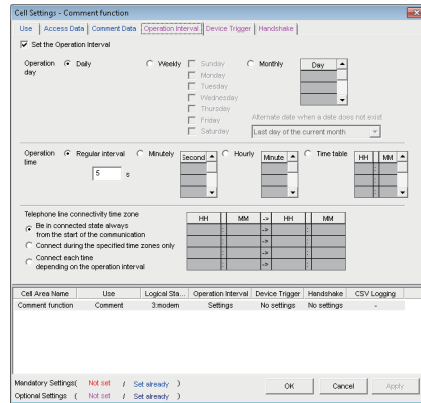 Cell Settings - Comment function
Use Access Data Comment Data Operation Interval Device Trigger Handshake
Set the Operation Interval
Operation day Daily Weekly Sunday Monday Tuesday Wednesday Thursday Friday Saturday Monthly Day
Alternate date when a date does not exist
Last day of the current month
Operation time Regular interval Minutely Second Hourly Minute Time table HH MM
5 s
Telephone line connectivity time zone
Be in connected state always
from the start of the communication
Connect during the specified time zones only
Connect each time
depending on the operation interval
HH MM -> HH MM
: -> :
: -> :
: -> :
: -> :
Cell Area Name Use Logical Sta... Operation Interval Device Trigger Handshake CSV Logging
Comment function Comment 3:modem Settings No settings No settings -
Mandatory Settings( Not set / Set already )
Optional Settings ( Not set / Set already )
OK Cancel Apply